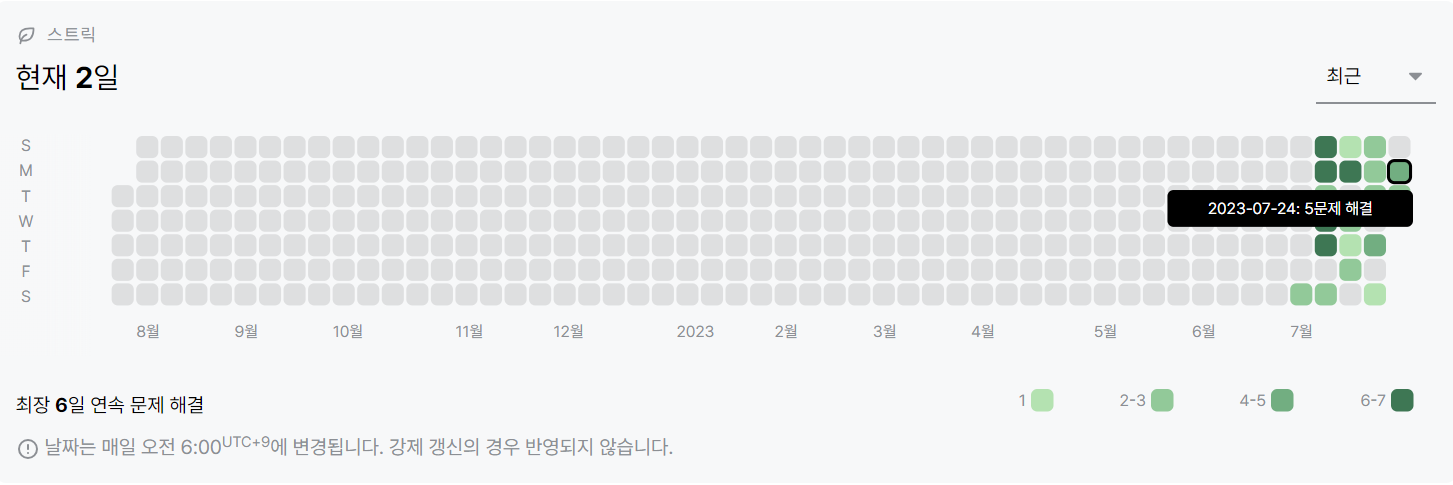 스트릭
현재 2일
최근
S
M
T
W
T
F
S
2023-07-24: 5문제 해결
8월 9월 10월 11월 12월 2023 2월 3월 4월 5월 6월 7월
최장 6일 연속 문제 해결
1 2-3 4-5 6-7
날짜는 매일 오전 6:00UTC+9에 변경됩니다. 강제 갱신의 경우 반영되지 않습니다.